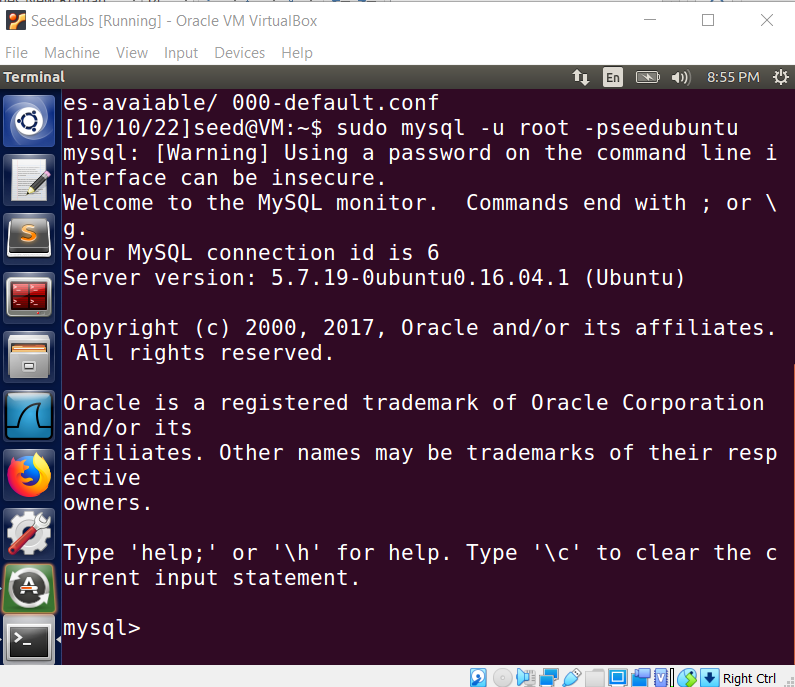 SeedLabs [Running] - Oracle VM VirtualBox
File Machine View Input Devices Help
Terminal En 8:55 PM
es-avaiable/ 000-default.conf
[10/10/22]seed@VM:~$ sudo mysql -u root -pseedubuntu
mysql: [Warning] Using a password on the command line i
nterface can be insecure.
Welcome to the MySQL monitor.  Commands end with ; or \
g.
Your MySQL connection id is 6
Server version: 5.7.19-0ubuntu0.16.04.1 (Ubuntu)
Copyright (c) 2000, 2017, Oracle and/or its affiliates.
 All rights reserved.
Oracle is a registered trademark of Oracle Corporation
and/or its
affiliates. Other names may be trademarks of their resp
ective
owners.
Type 'help;' or '\h' for help. Type '\c' to clear the c
urrent input statement.
mysql>
Right Ctrl